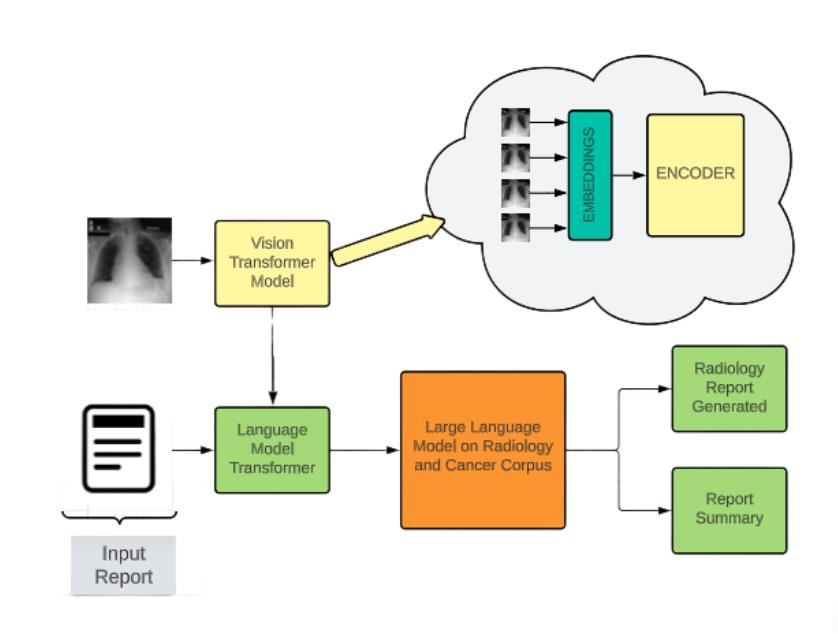 EMBEDDINGS
ENCODER
Vision
Transformer
Model
Language
Model
Transformer
Large Language
Model on Radiology
and Cancer Corpus
Radiology
Report
Generated
Report
Summary
Input
Report